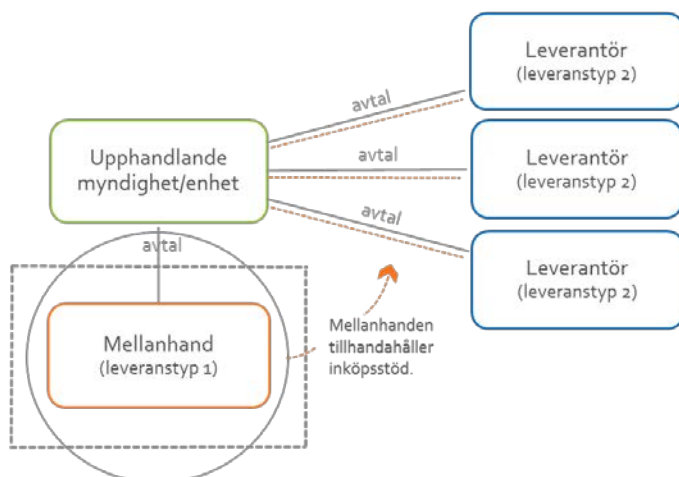 Leverantör
(leveranstyp 2)
avtal
Upphandlande
myndighet/enhet
avtal
Leverantör
(leveranstyp 2)
avtal
avtal
Leverantör
(leveranstyp 2)
Mellanhand
(leveranstyp 1)
Mellanhanden
tillhandahåller
inköpsstöd.